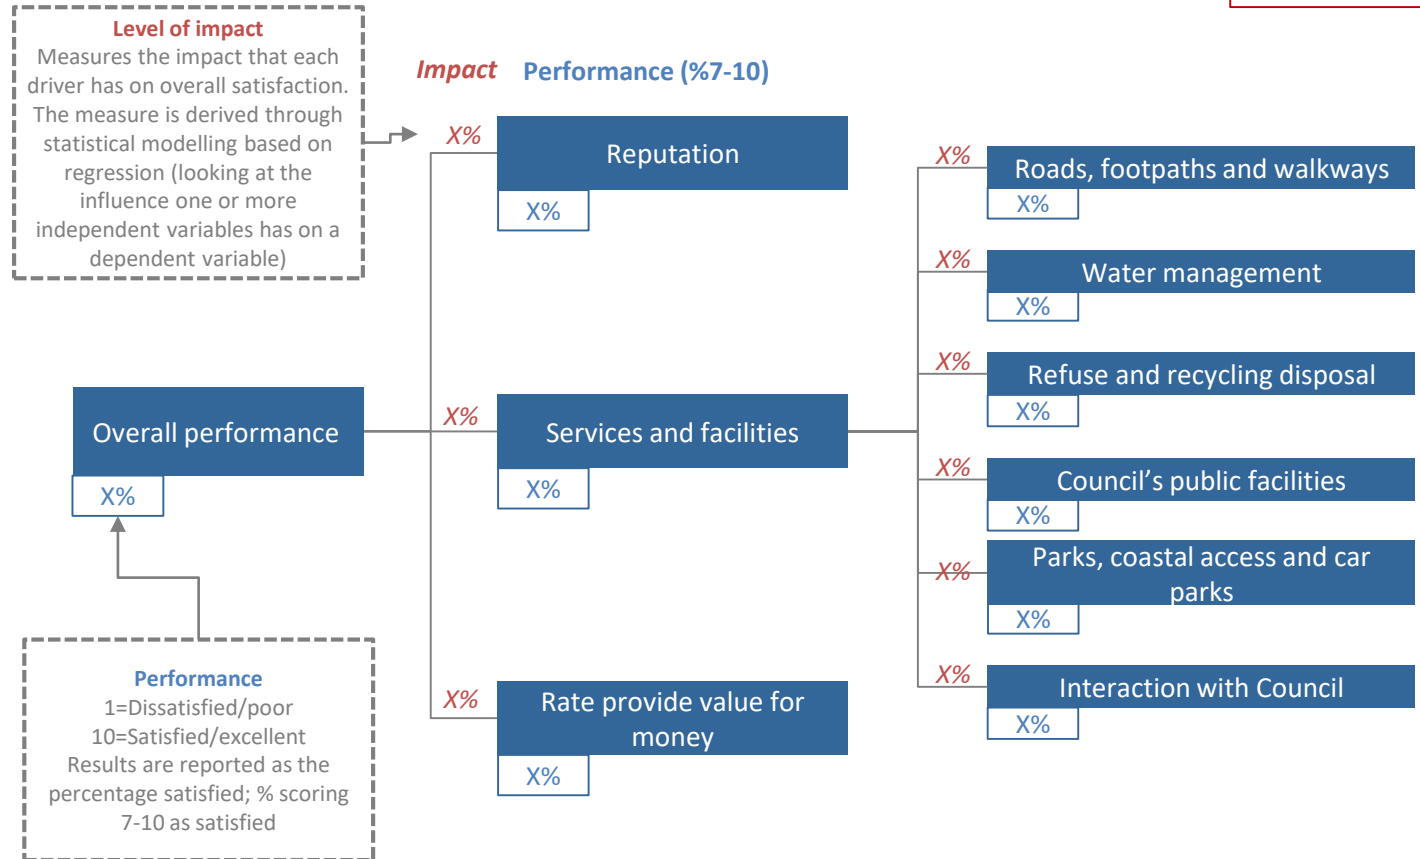 Level of impact
Measures the impact that each
driver has on overall satisfaction.
The measure is derived through
statistical modelling based on
regression (looking at the
influence one or more
independent variables has on a
dependent variable)
Impact Performance (%7-10)
X%
Reputation
X%
X%
Roads, footpaths and walkways
X%
X%
Water management
X%
X%
Refuse and recycling disposal
X%
Overall performance
X%
X%
Services and facilities
X%
X%
Council’s public facilities
X%
X%
Parks, coastal access and car
parks
X%
X%
Interaction with Council
X%
X%
Rate provide value for
money
X%
Performance
1=Dissatisfied/poor
10=Satisfied/excellent
Results are reported as the
percentage satisfied; % scoring
7-10 as satisfied